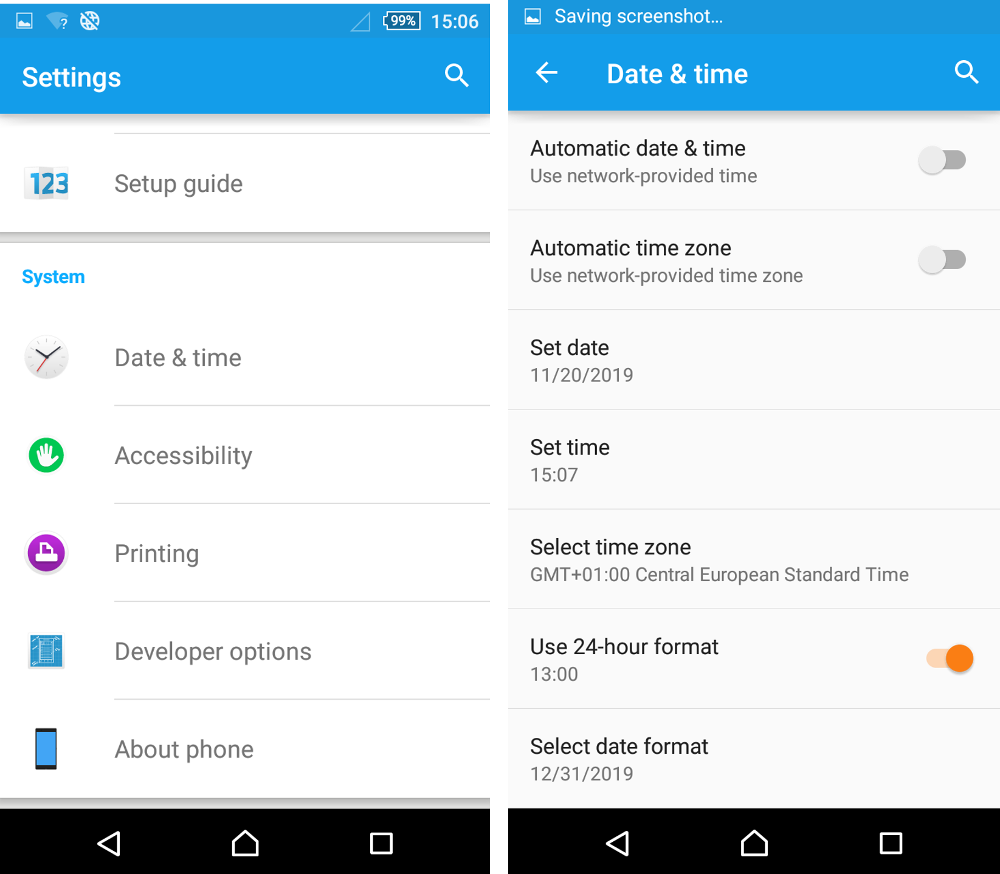 99% 15:06
Settings
123 Setup guide
System
Date & time
Accessibility
Printing
Developer options
About phone
Saving screenshot...
Date & time
Automatic date & time
Use network-provided time
Automatic time zone
Use network-provided time zone
Set date
11/20/2019
Set time
15:07
Select time zone
GMT+01:00 Central European Standard Time
Use 24-hour format
13:00
Select date format
12/31/2019